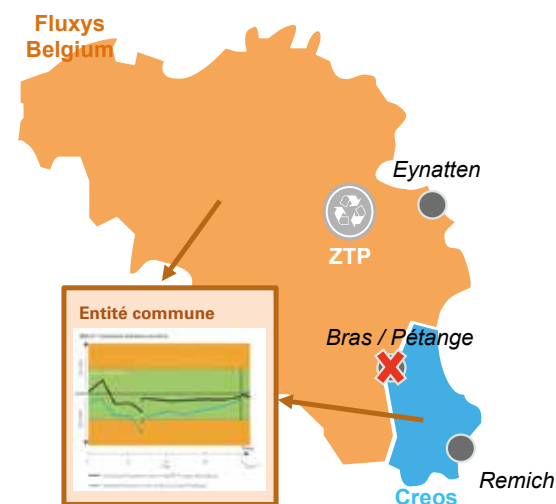 Fluxys
Belgium
Eynatten
ZTP
Entité commune
Bras / Pétange
Remich
Creos